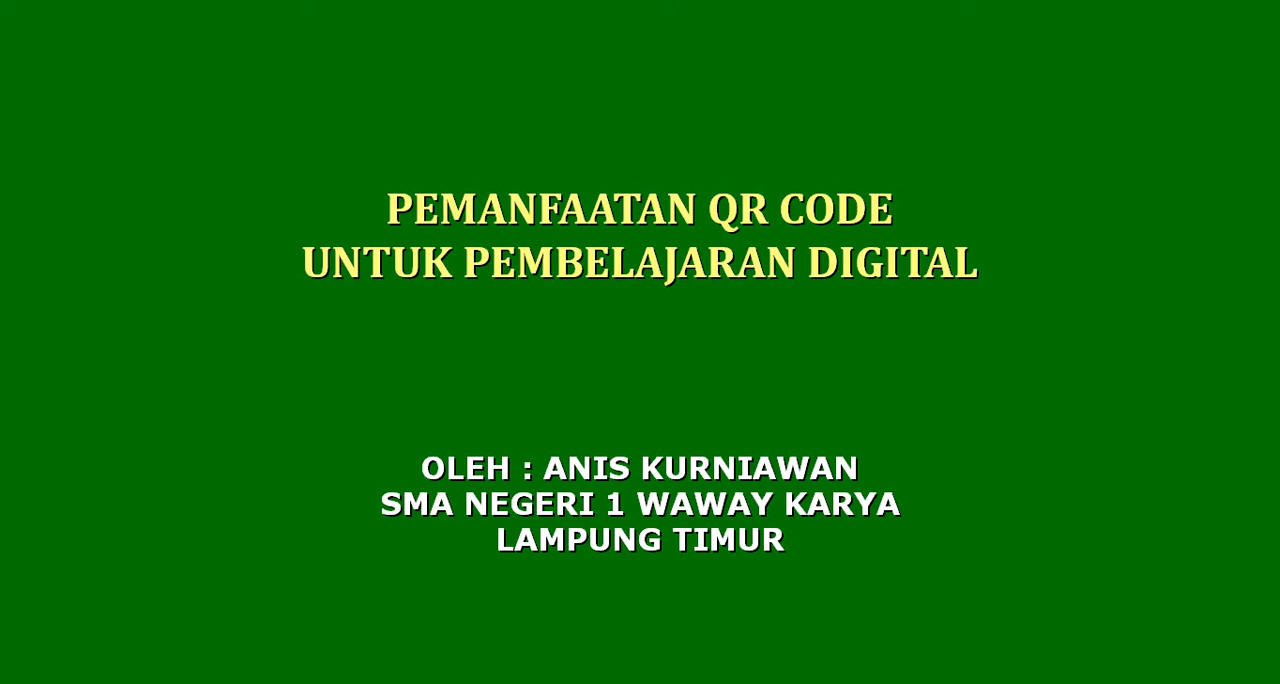 PEMANFAATAN QR CODE
UNTUK PEMBELAJARAN DIGITAL
OLEH : ANIS KURNIAWAN
SMA NEGERI 1 WAWAY KARYA
LAMPUNG TIMUR